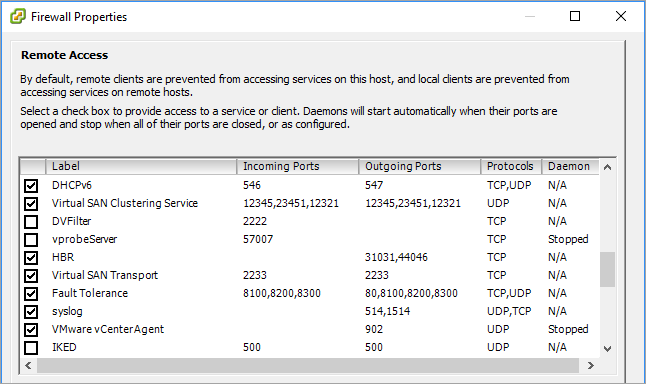 Firewall Properties
Remote Access
By default, remote clients are prevented from accessing services on this host, and local clients are prevented from
accessing services on remote hosts.
Select a check box to provide access to a service or client. Daemons will start automatically when their ports are
opened and stop when all of their ports are closed, or as configured.
Label Incoming Ports Outgoing Ports Protocols Daemon
DHCPv6 546 547 TCP,UDP N/A
Virtual SAN Clustering Service 12345,23451,12321 12345,23451,12321 UDP N/A
DVFilter 2222 TCP N/A
vprobeServer 57007 TCP Stopped
HBR 31031,44046 TCP N/A
Virtual SAN Transport 2233 2233 TCP N/A
Fault Tolerance 8100,8200,8300 80,8100,8200,8300 TCP,UDP N/A
syslog 514,1514 UDP,TCP N/A
VMware vCenterAgent 902 UDP Stopped
IKED 500 500 UDP N/A